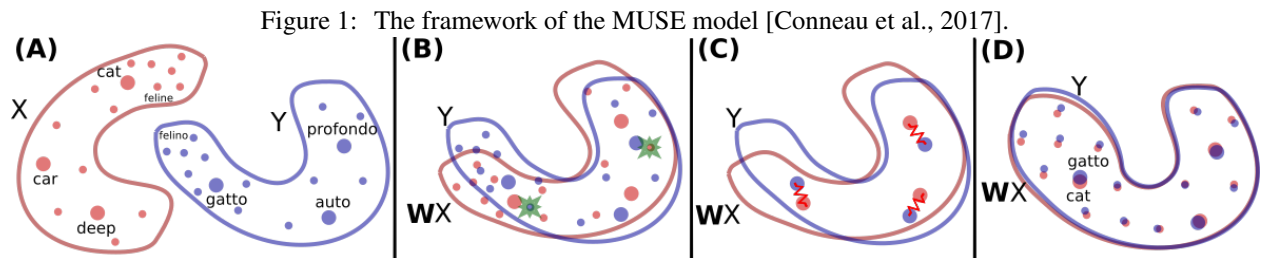 Figure 1: The framework of the MUSE model [Conneau et al., 2017].
(A)
X
cat
feline
car
deep
Y
felino
profondo
gatto
auto
(B)
Y
WX
(C)
Y
WX
(D)
Y
gatto
cat
WX